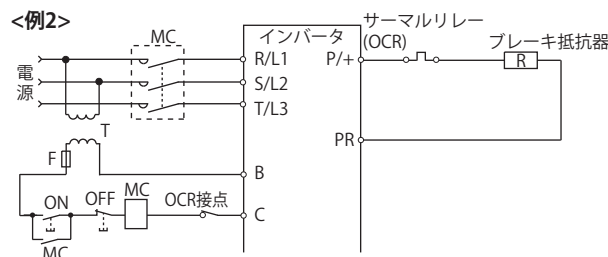 <例2>
MC
インバータ
サーマルリレー
(OCR)
ブレーキ抵抗器
電源
R/L1
P/+
R
S/L2
T/L3
T
PR
F
B
ON
OFF
MC
OCR接点
C
MC